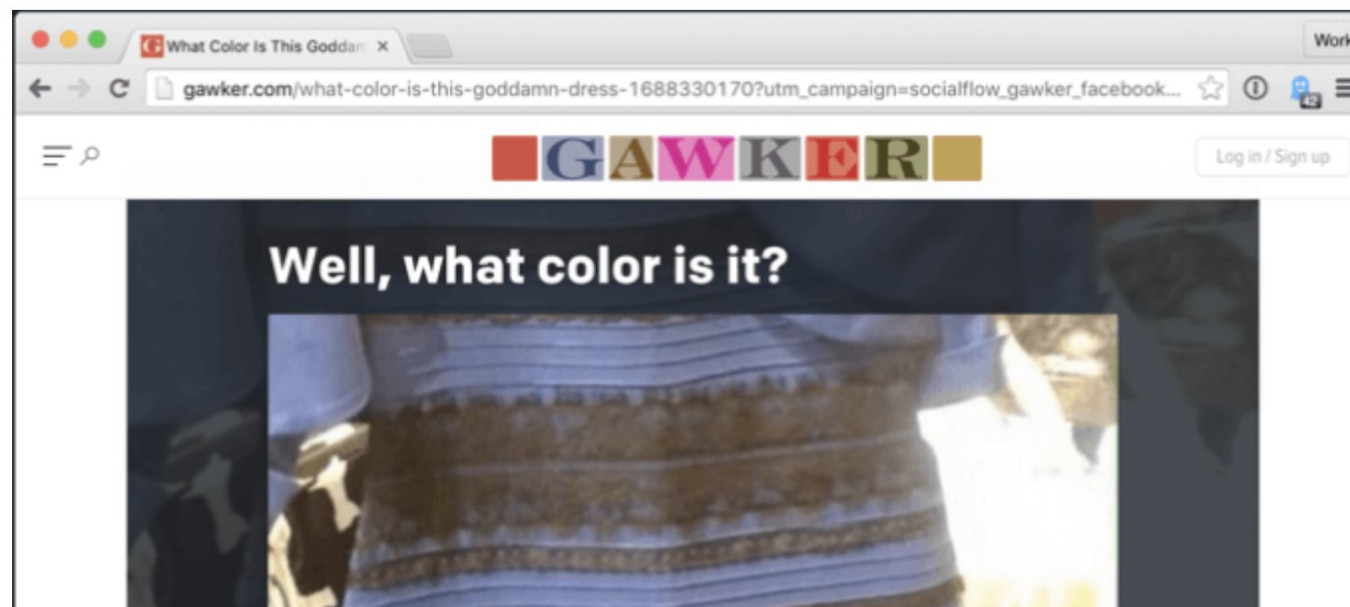 What Color Is This Goddam
Work
gawker.com/what-color-is-this-goddamn-dress-1688330170?utm_campaign=socialflow_gawker_facebook...
42
GAWKER
Log in / Sign up
Well, what color is it?